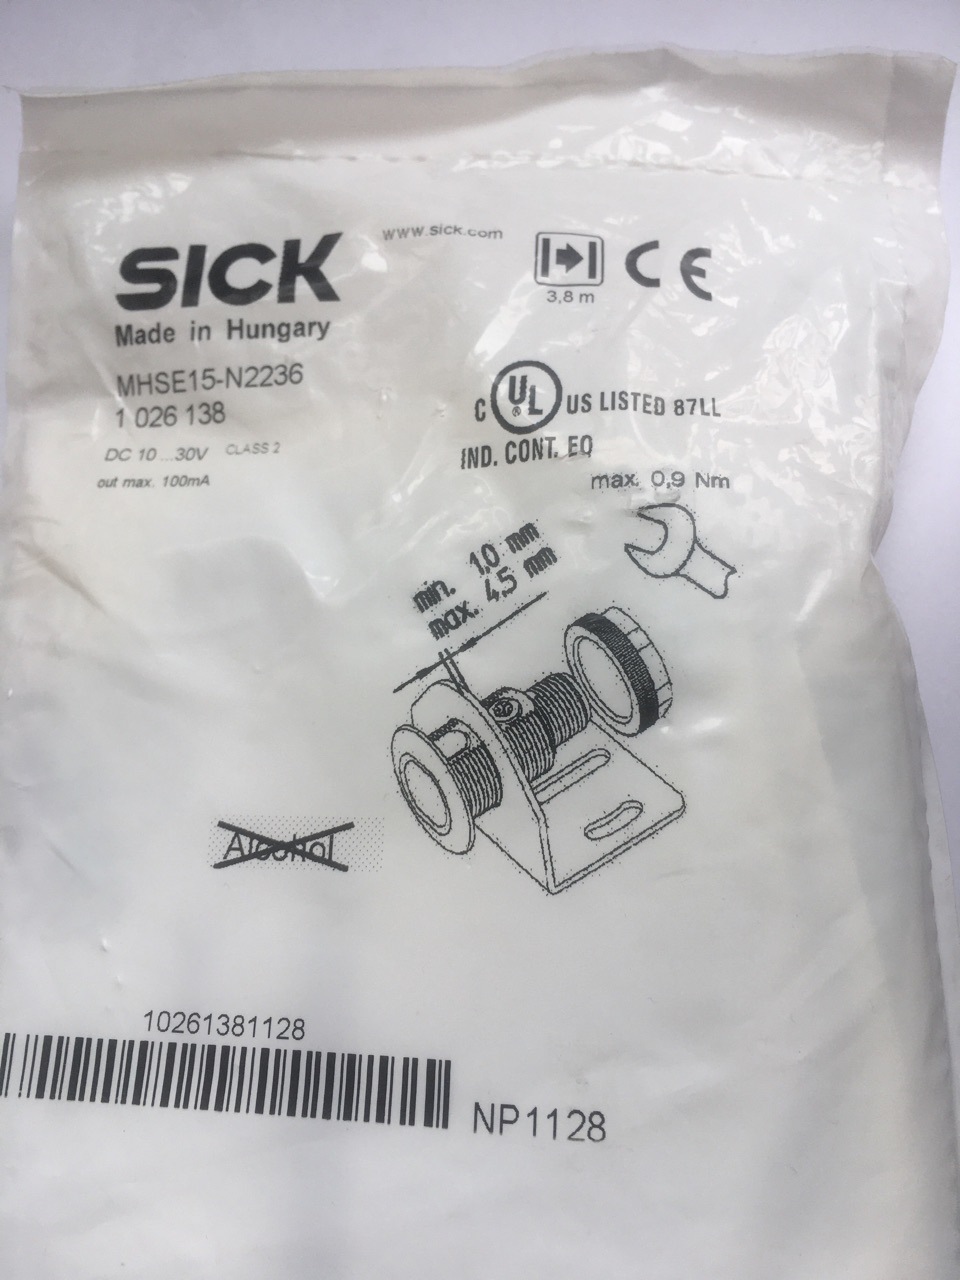 www.sick.com
SICK
Made in Hungary
3,8 m
CE
MHSE15-N2236
1 026 138
DC 10 ...30V CLASS 2
out max. 100mA
C UL ® US LISTED 87LL
IND. CONT. EQ
max. 0,9 Nm
min. 1,0 mm
max. 4,5 mm
Alcohol
10261381128
NP1128